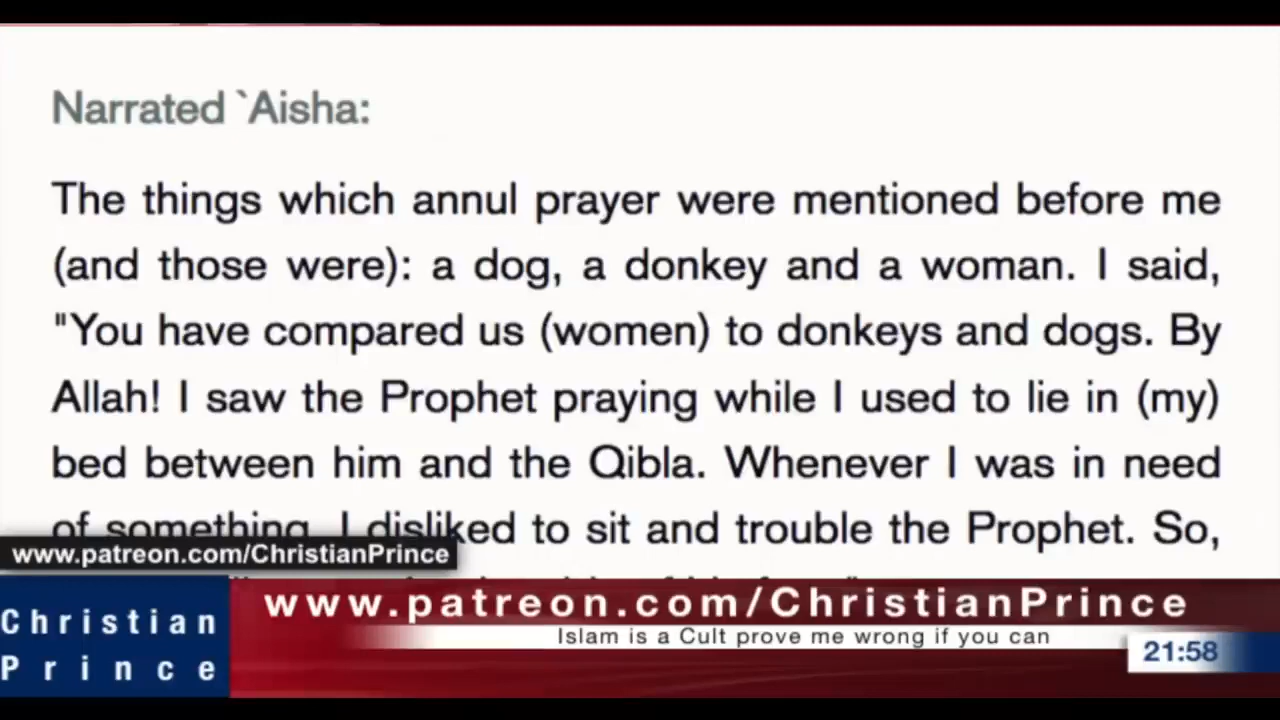 Narrated `Aisha:
The things which annul prayer were mentioned before me
(and those were): a dog, a donkey and a woman. I said,
"You have compared us (women) to donkeys and dogs. By
Allah! I saw the Prophet praying while I used to lie in (my)
bed between him and the Qibla. Whenever I was in need
of something, I disliked to sit and trouble the Prophet. So,
www.patreon.com/ChristianPrince
www.patreon.com/ChristianPrince
Islam is a Cult prove me wrong if you can
Christian
Prince
21:58